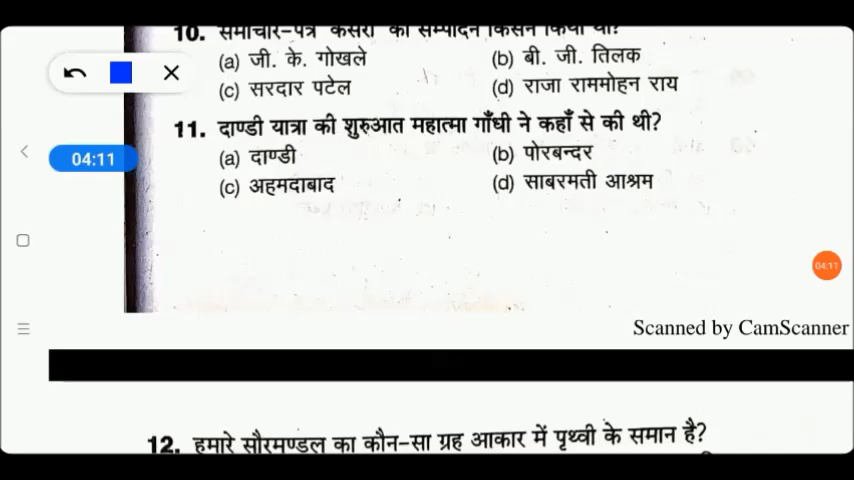 10. समाचार-पत्र केसरी का सम्पादन किसने किया था?
(a) जी. के. गोखले (b) बी. जी. तिलक
(c) सरदार पटेल (d) राजा राममोहन राय
11. दाण्डी यात्रा की शुरुआत महात्मा गाँधी ने कहाँ से की थी?
(a) दाण्डी (b) पोरबन्दर
(c) अहमदाबाद (d) साबरमती आश्रम
04:11
04:11
Scanned by CamScanner
12. हमारे सौरमण्डल का कौन-सा ग्रह आकार में पृथ्वी के समान है?